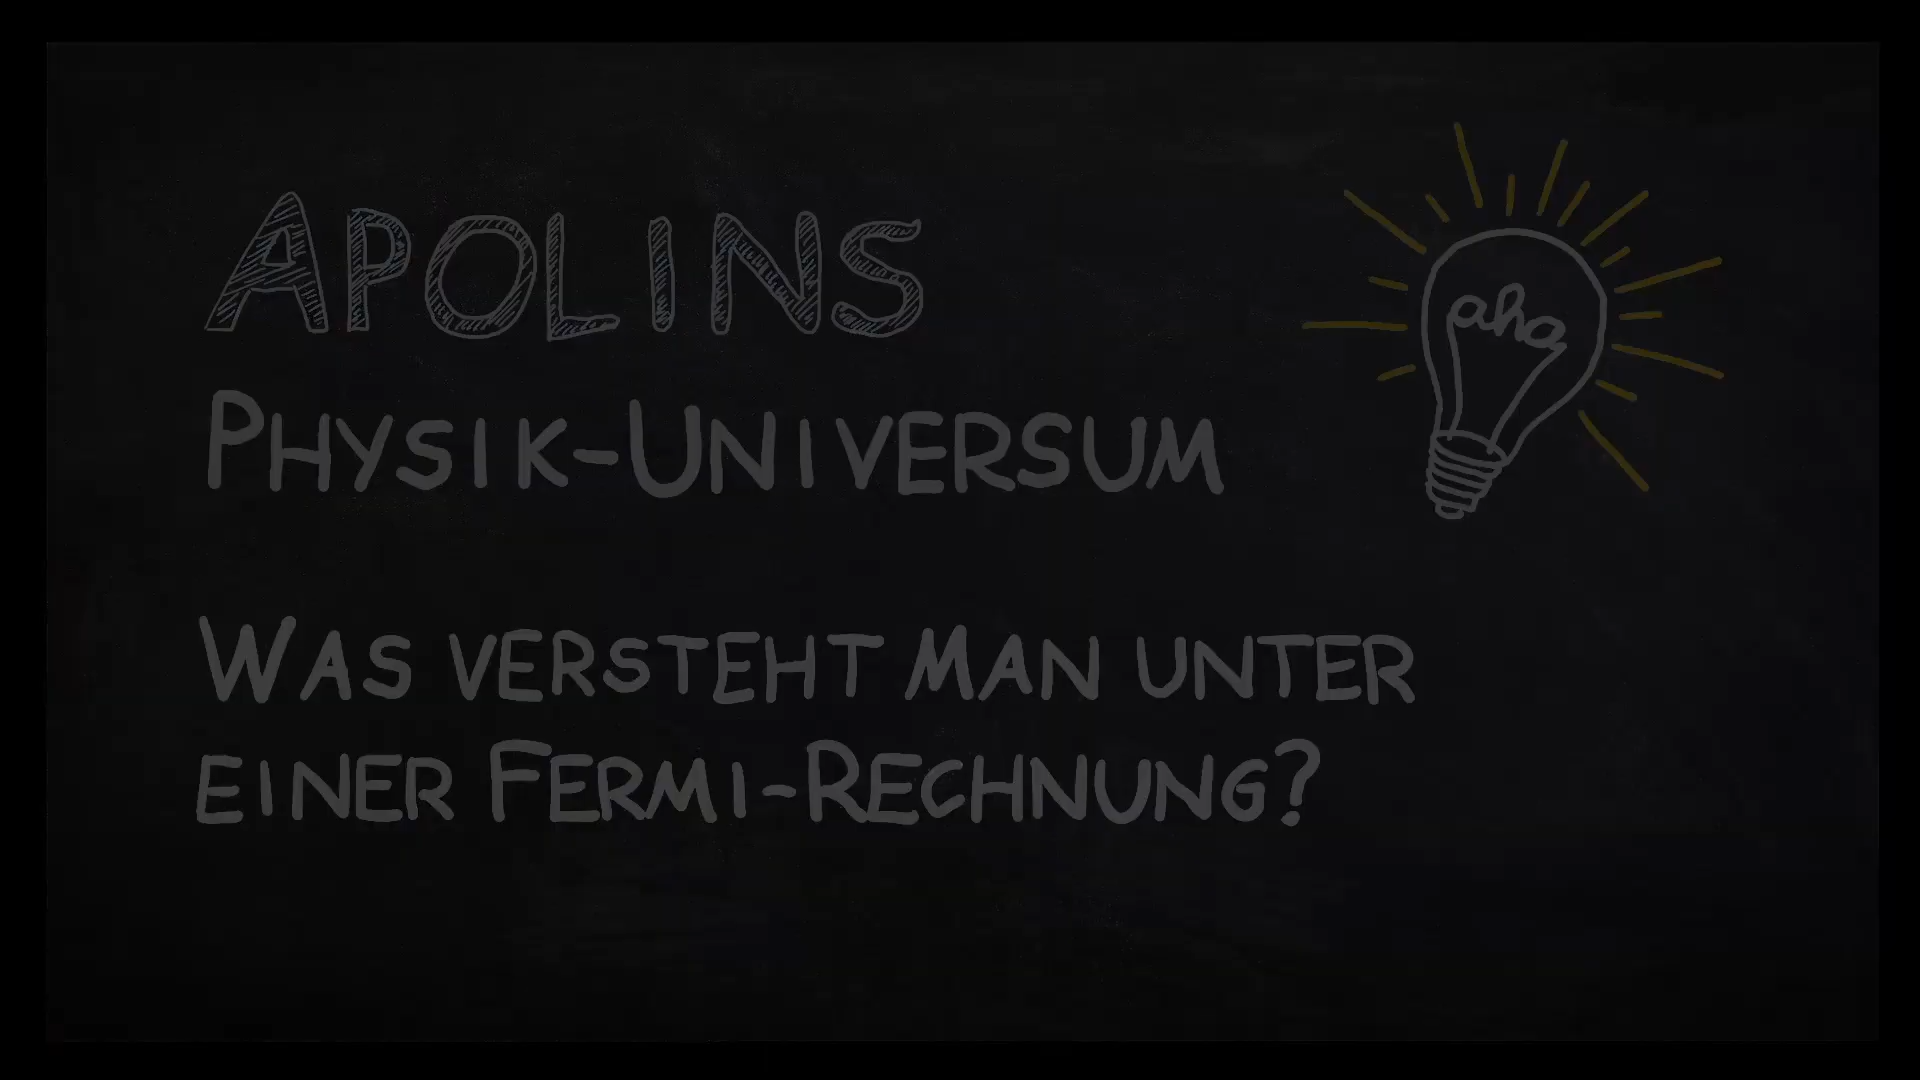 APOLINS
aha
PHYSIK-UNIVERSUM
WAS VERSTEHT MAN UNTER
EINER FERMI-RECHNUNG?